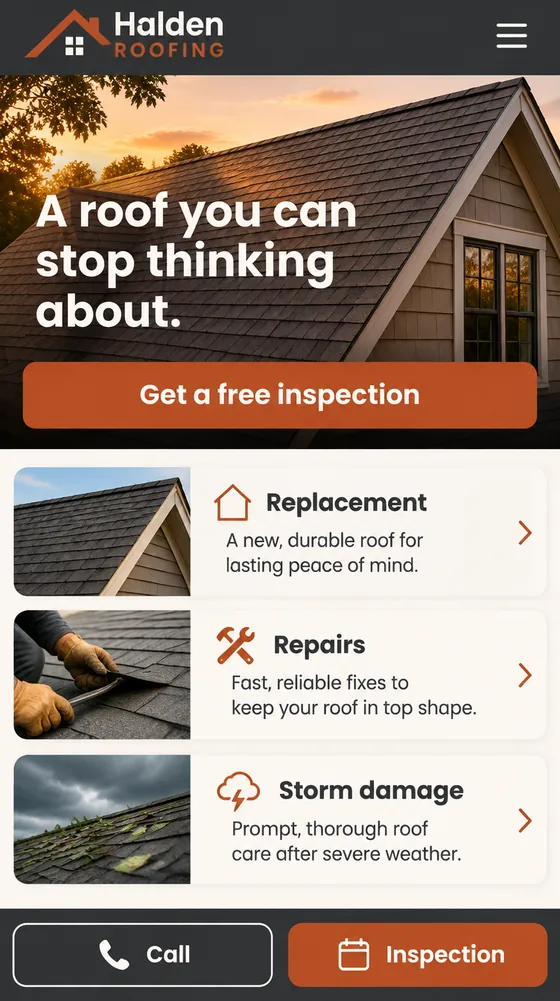 Halden
ROOFING
A roof you can
stop thinking
about.
Get a free inspection
Replacement
A new, durable roof for
lasting peace of mind.
Repairs
Fast, reliable fixes to
keep your roof in top shape.
Storm damage
Prompt, thorough roof
care after severe weather.
Call
Inspection